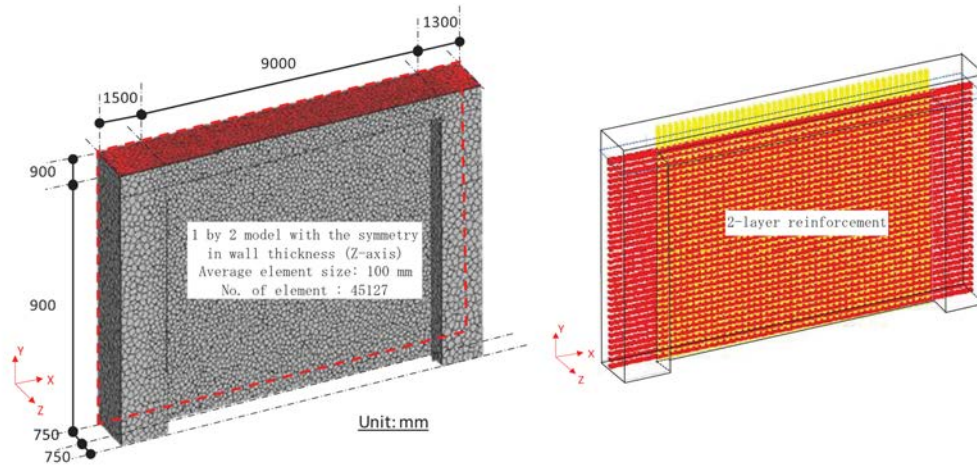 1300
9000
1500
900
1 by 2 model with the symmetry
in wall thickness (Z-axis)
Average element size: 100 mm
No. of element : 45127
900
Y
X
Z
750
750
Unit: mm
2-layer reinforcement
Y
X
Z